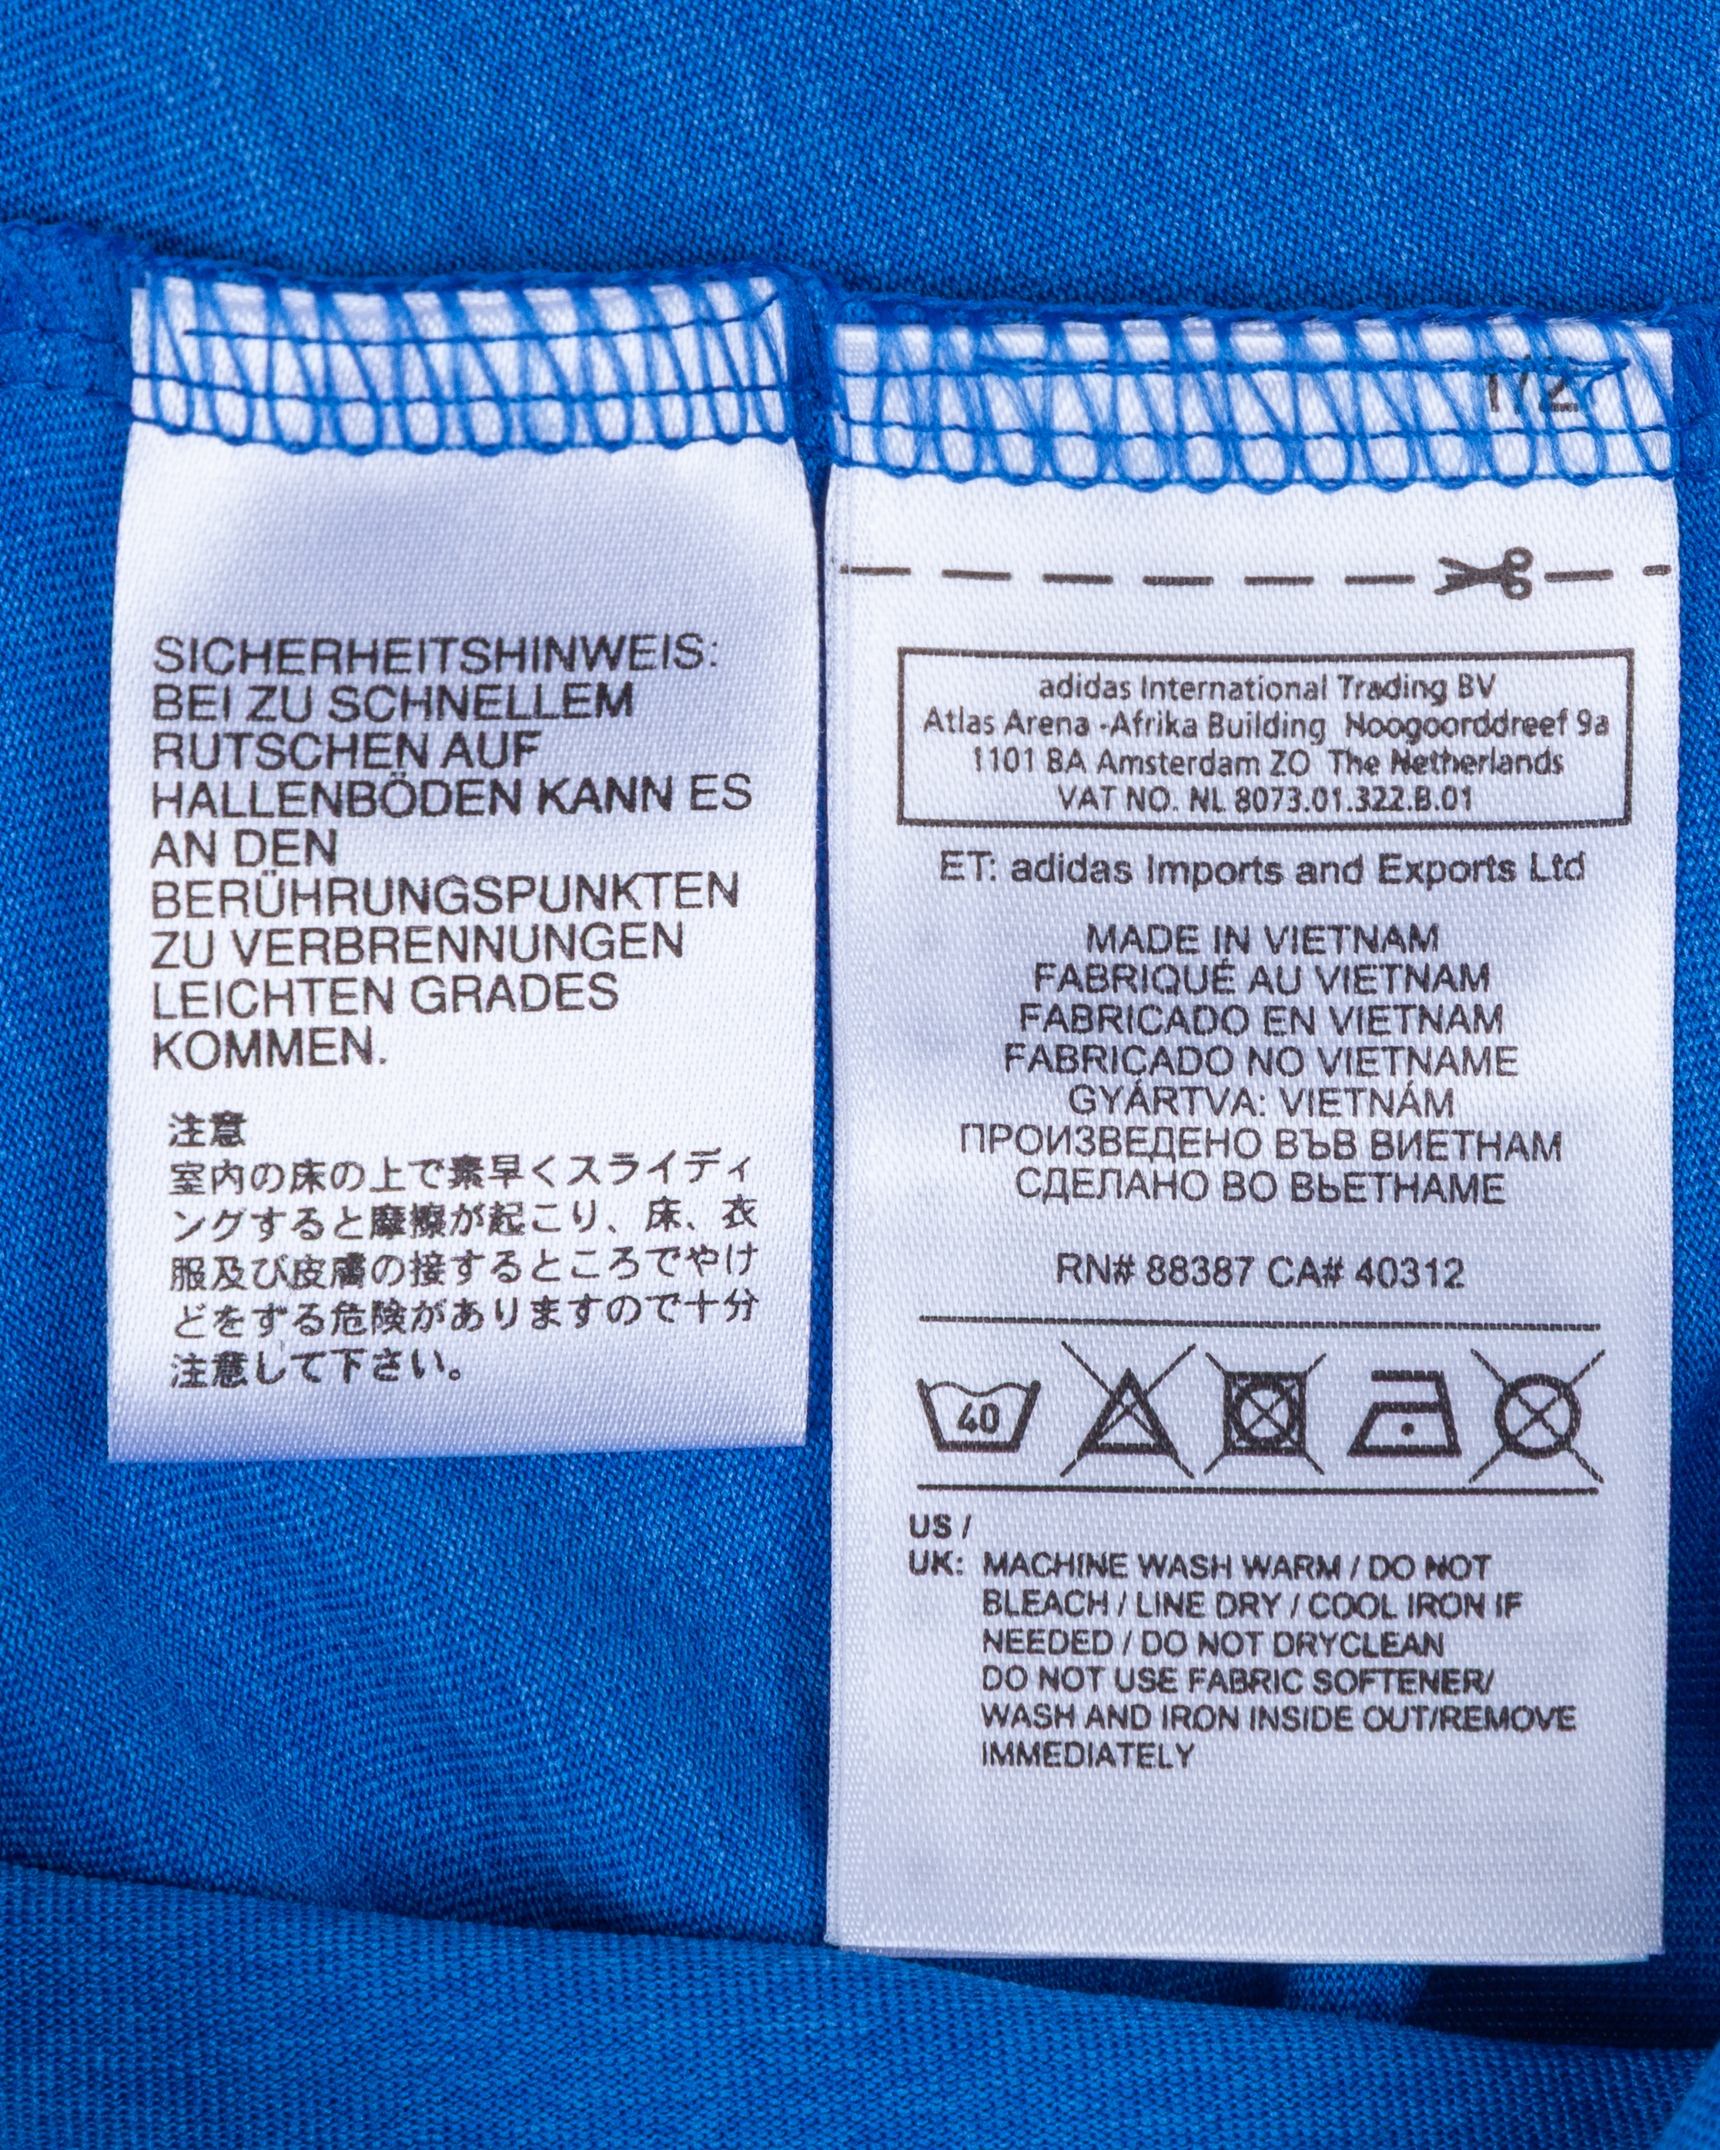 SICHERHEITSHINWEIS:
BEI ZU SCHNELLEM
RUTSCHEN AUF
HALLENBÖDEN KANN ES
AN DEN
BERÜHRUNGSPUNKTEN
ZU VERBRENNUNGEN
LEICHTEN GRADES
KOMMEN.
注意
室内の床の上で素早くスライディ
ングすると摩擦が起こり、床、衣
服及び皮膚の接するところでやけ
どをする危険がありますので十分
注意して下さい。
1/2
adidas International Trading BV
Atlas Arena -Afrika Building Hoogoorddreef 9a
1101 BA Amsterdam ZO The Netherlands
VAT NO. NL 8073.01.322.B.01
ET: adidas Imports and Exports Ltd
MADE IN VIETNAM
FABRIQUÉ AU VIETNAM
FABRICADO EN VIETNAM
FABRICADO NO VIETNAME
GYÁRTVA: VIETNÁM
ПРОИЗВЕДЕНО ВЪВ ВИЕТНАМ
СДЕЛАНО ВО ВЬЕТНАМЕ
RN# 88387 CA# 40312
40
US /
UK: MACHINE WASH WARM / DO NOT
BLEACH / LINE DRY / COOL IRON IF
NEEDED / DO NOT DRYCLEAN
DO NOT USE FABRIC SOFTENER/
WASH AND IRON INSIDE OUT/REMOVE
IMMEDIATELY